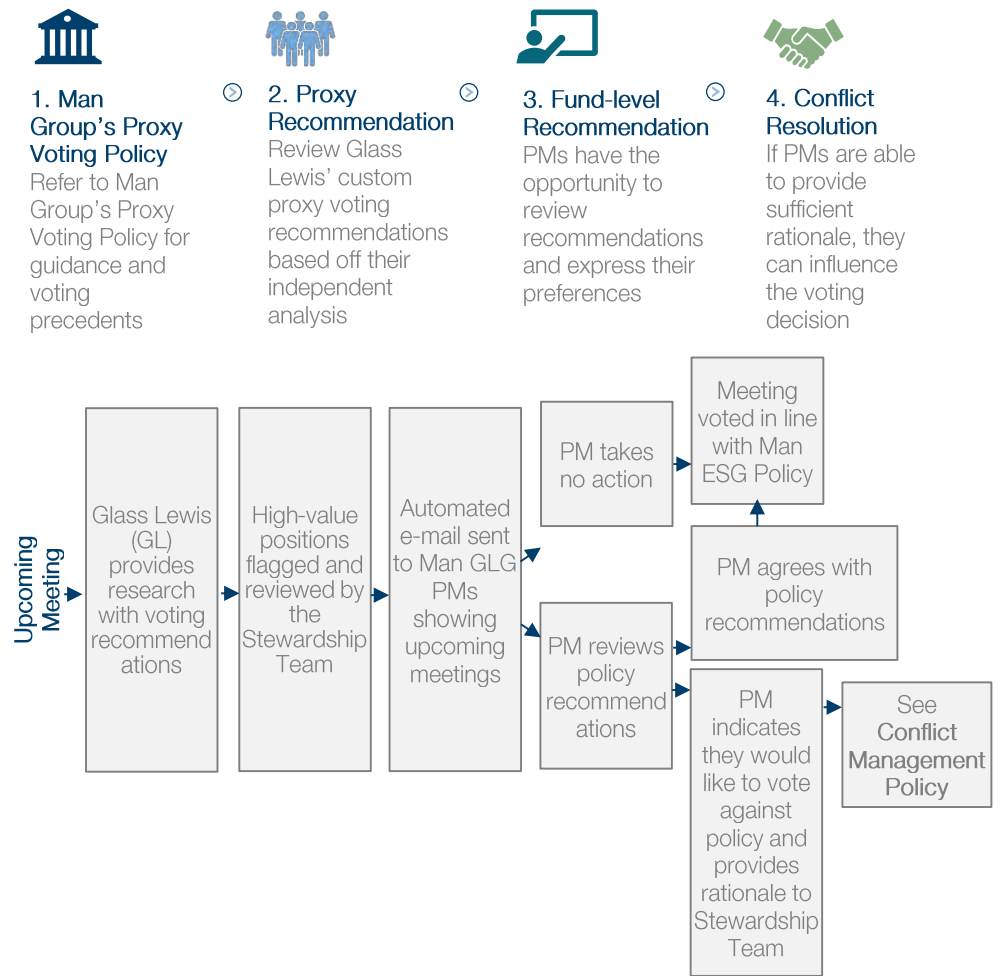 1. Man
Group's Proxy
Voting Policy
Refer to Man
Group's Proxy
Voting Policy for
guidance and
voting
precedents
2. Proxy
Recommendation
Review Glass
Lewis' custom
proxy voting
recommendations
based off their
independent
analysis
3. Fund-level
Recommendation
PMs have the
opportunity to
review
recommendations
and express their
preferences
4. Conflict
Resolution
If PMs are able
to provide
sufficient
rationale, they
can influence
the voting
decision
Upcoming
Meeting
Glass Lewis
(GL)
provides
research
with voting
recommend
ations
High-value
positions
flagged and
reviewed by
the
Stewardship
Team
Automated
e-mail sent
to Man GLG
PMs
showing
upcoming
meetings
PM takes
no action
Meeting
voted in line
with Man
ESG Policy
PM reviews
policy
recommend
ations
PM agrees with
policy
recommendations
PM
indicates
they would
like to vote
against
policy and
provides
rationale to
Stewardship
Team
See
Conflict
Management
Policy